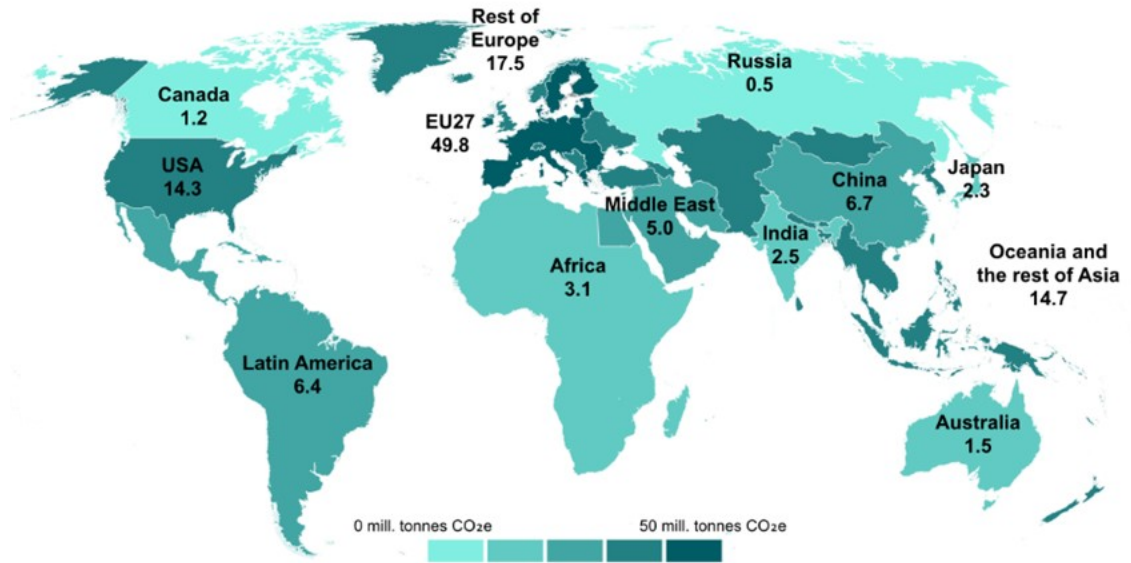 Rest of
Europe
17.5
Russia
0.5
Canada
1.2
EU27
49.8
USA
14.3
Japan
2.3
China
6.7
Middle East
5.0
India
2.5
Oceania and
the rest of Asia
14.7
Africa
3.1
Latin America
6.4
Australia
1.5
0 mill. tonnes CO₂e
50 mill. tonnes CO₂e